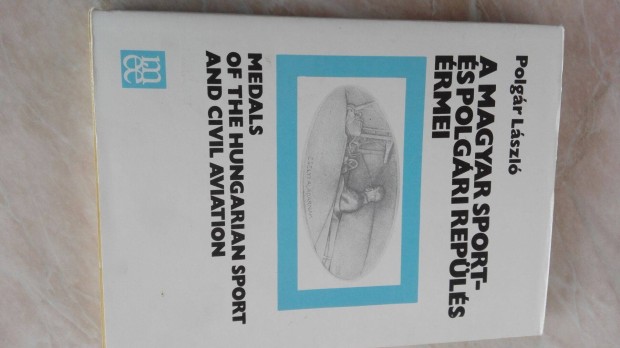 Polgár László
A MAGYAR SPORT-
ÉS POLGÁRI REPÜLÉS
ÉRMEI
MEDALS
OF THE HUNGARIAN SPORT
AND CIVIL AVIATION